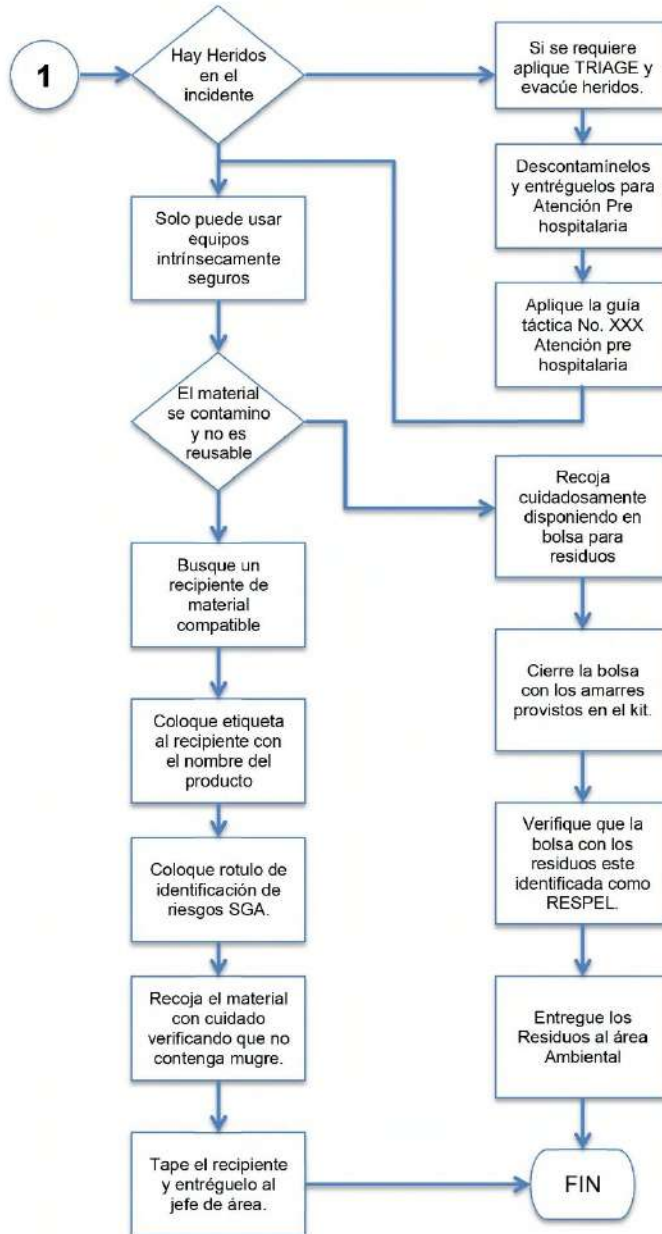 1
Hay Heridos
en el
incidente
Si se requiere
aplique TRIAGE y
evacúe heridos.
Descontamínelos
y entréguelos para
Atención Pre
hospitalaria
Aplique la guía
táctica No. XXX
Atención pre
hospitalaria
Solo puede usar
equipos
intrínsecamente
seguros
El material
se contamino
y no es
reusable
Recoja
cuidadosamente
disponiendo en
bolsa para
residuos
Busque un
recipiente de
material
compatible
Cierre la bolsa
con los amarres
provistos en el kit.
Coloque etiqueta
al recipiente con
el nombre del
producto
Verifique que la
bolsa con los
residuos este
identificada como
RESPEL.
Coloque rotulo de
identificación de
riesgos SGA.
Recoja el material
con cuidado
verificando que no
contenga mugre.
Entregue los
Residuos al área
Ambiental
Tape el recipiente
y entréguelo al
jefe de área.
FIN